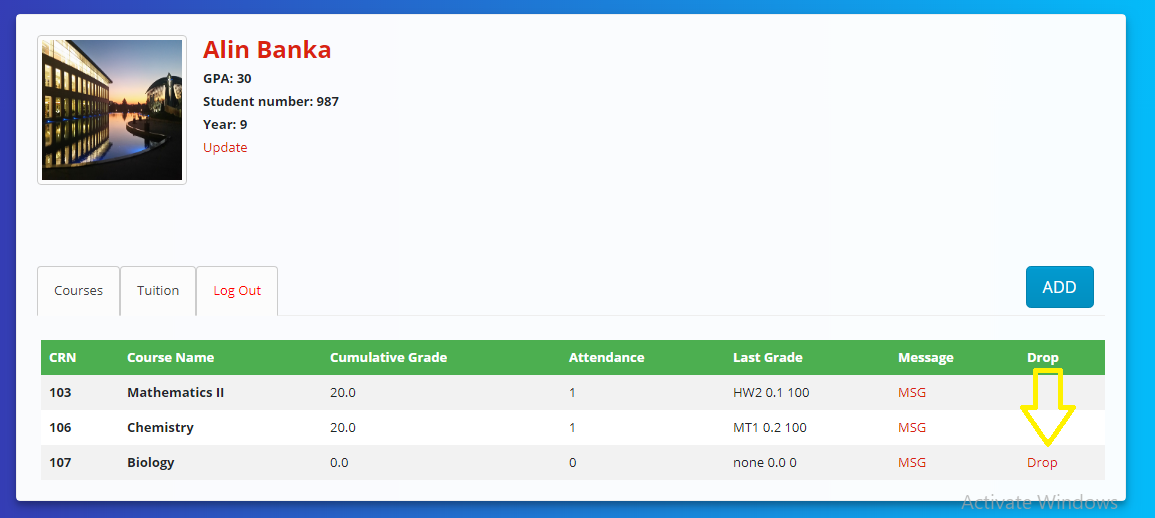 Alin Banka
GPA: 30
Student number: 987
Year: 9
Update
Courses Tuition Log Out ADD
CRN Course Name Cumulative Grade Attendance Last Grade Message Drop
103 Mathematics II 20.0 1 HW2 0.1 100 MSG
106 Chemistry 20.0 1 MT1 0.2 100 MSG
107 Biology 0.0 0 none 0.0 0 MSG Drop
Activate Windows